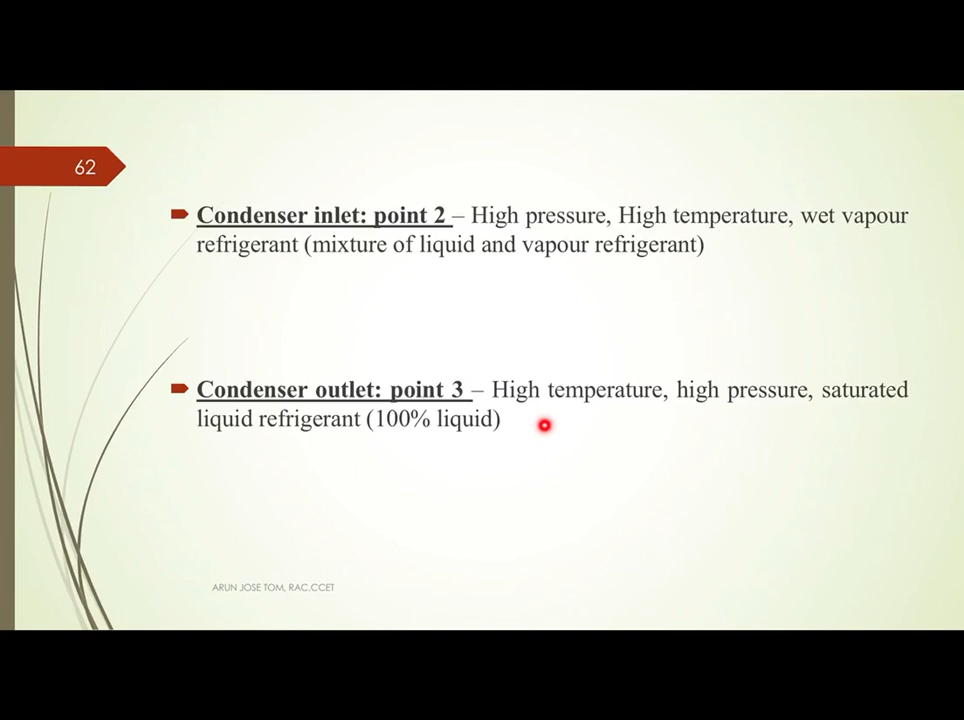 62
Condenser inlet: point 2 – High pressure, High temperature, wet vapour
refrigerant (mixture of liquid and vapour refrigerant)
Condenser outlet: point 3 – High temperature, high pressure, saturated
liquid refrigerant (100% liquid)
ARUN JOSE TOM, RAC.CCET